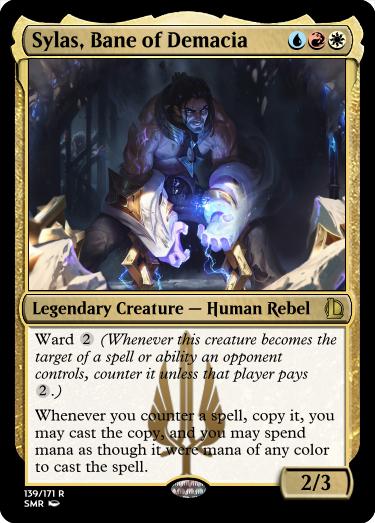 Sylas, Bane of Demacia
Legendary Creature — Human Rebel
Ward 2 (Whenever this creature becomes the
target of a spell or ability an opponent
controls, counter it unless that player pays
2.)
Whenever you counter a spell, copy it, you
may cast the copy, and you may spend
mana as though it were mana of any color
to cast the spell.
2/3
139/171 R
SMR